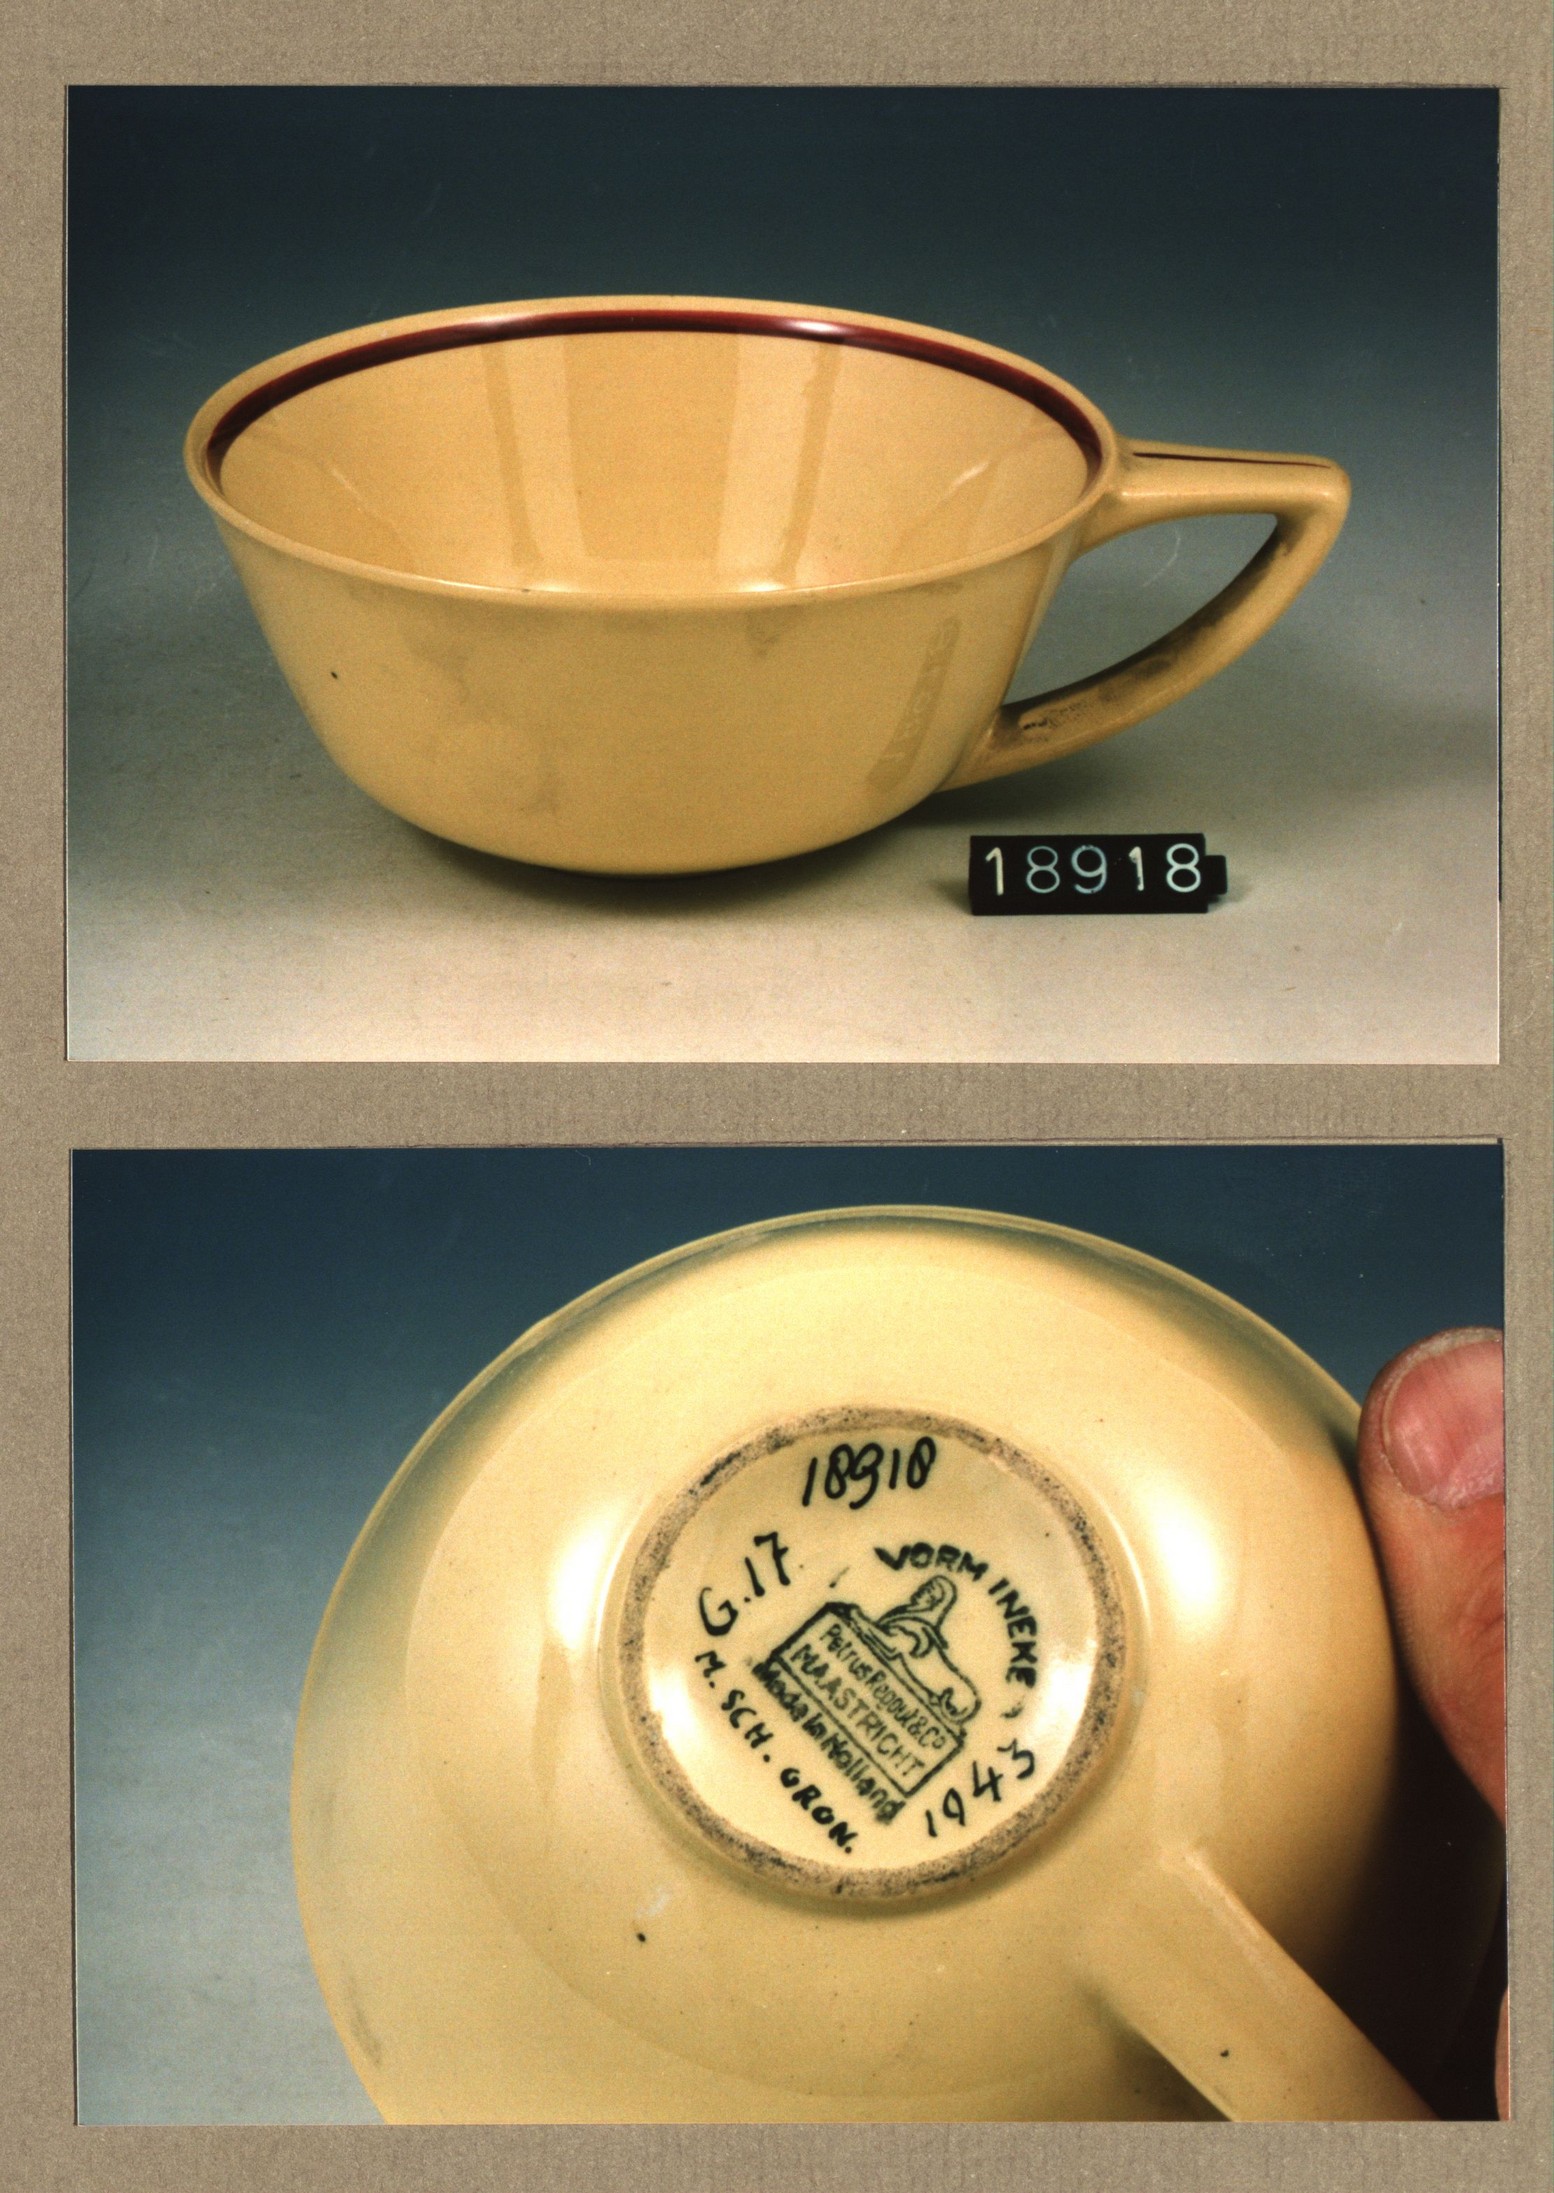 18918
18918
G.17
VORM INEKE
Petrus Regout & Co
MAASTRICHT
Made in Holland
M. SCH. GRON.
1943